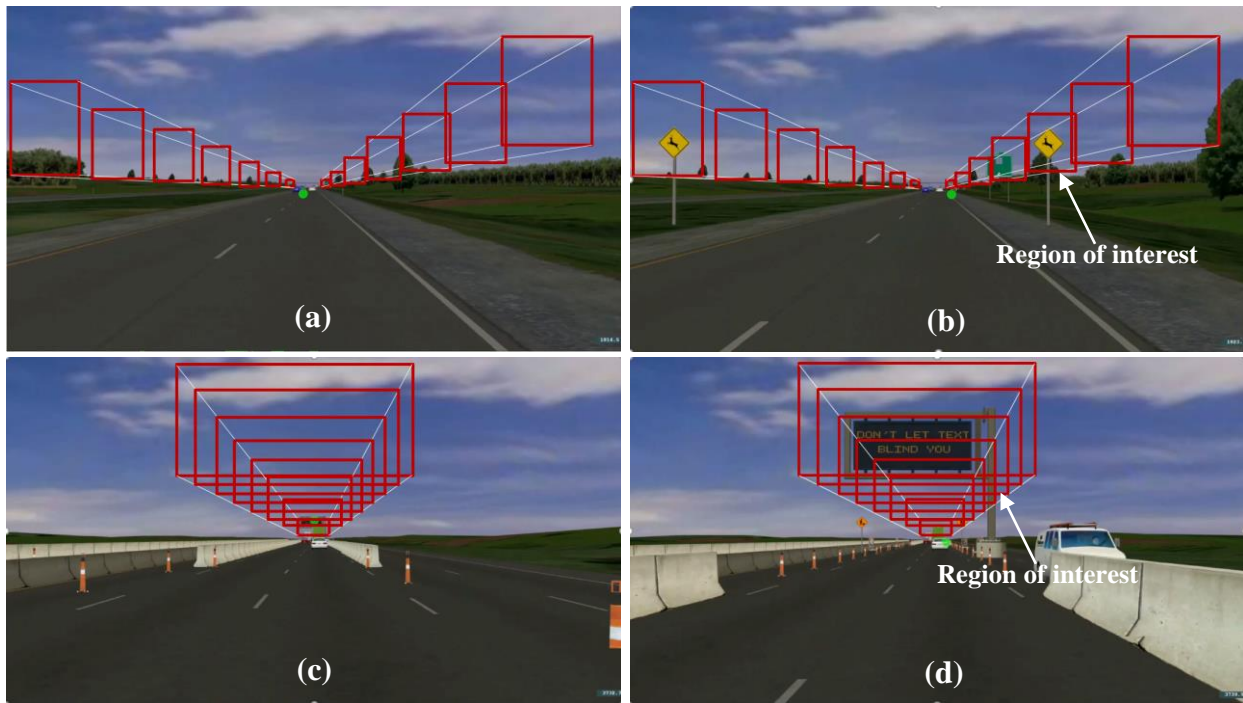 (a)
Region of interest
(b)
(c)
DON'T LET TEXT
BLIND YOU
Region of interest
(d)